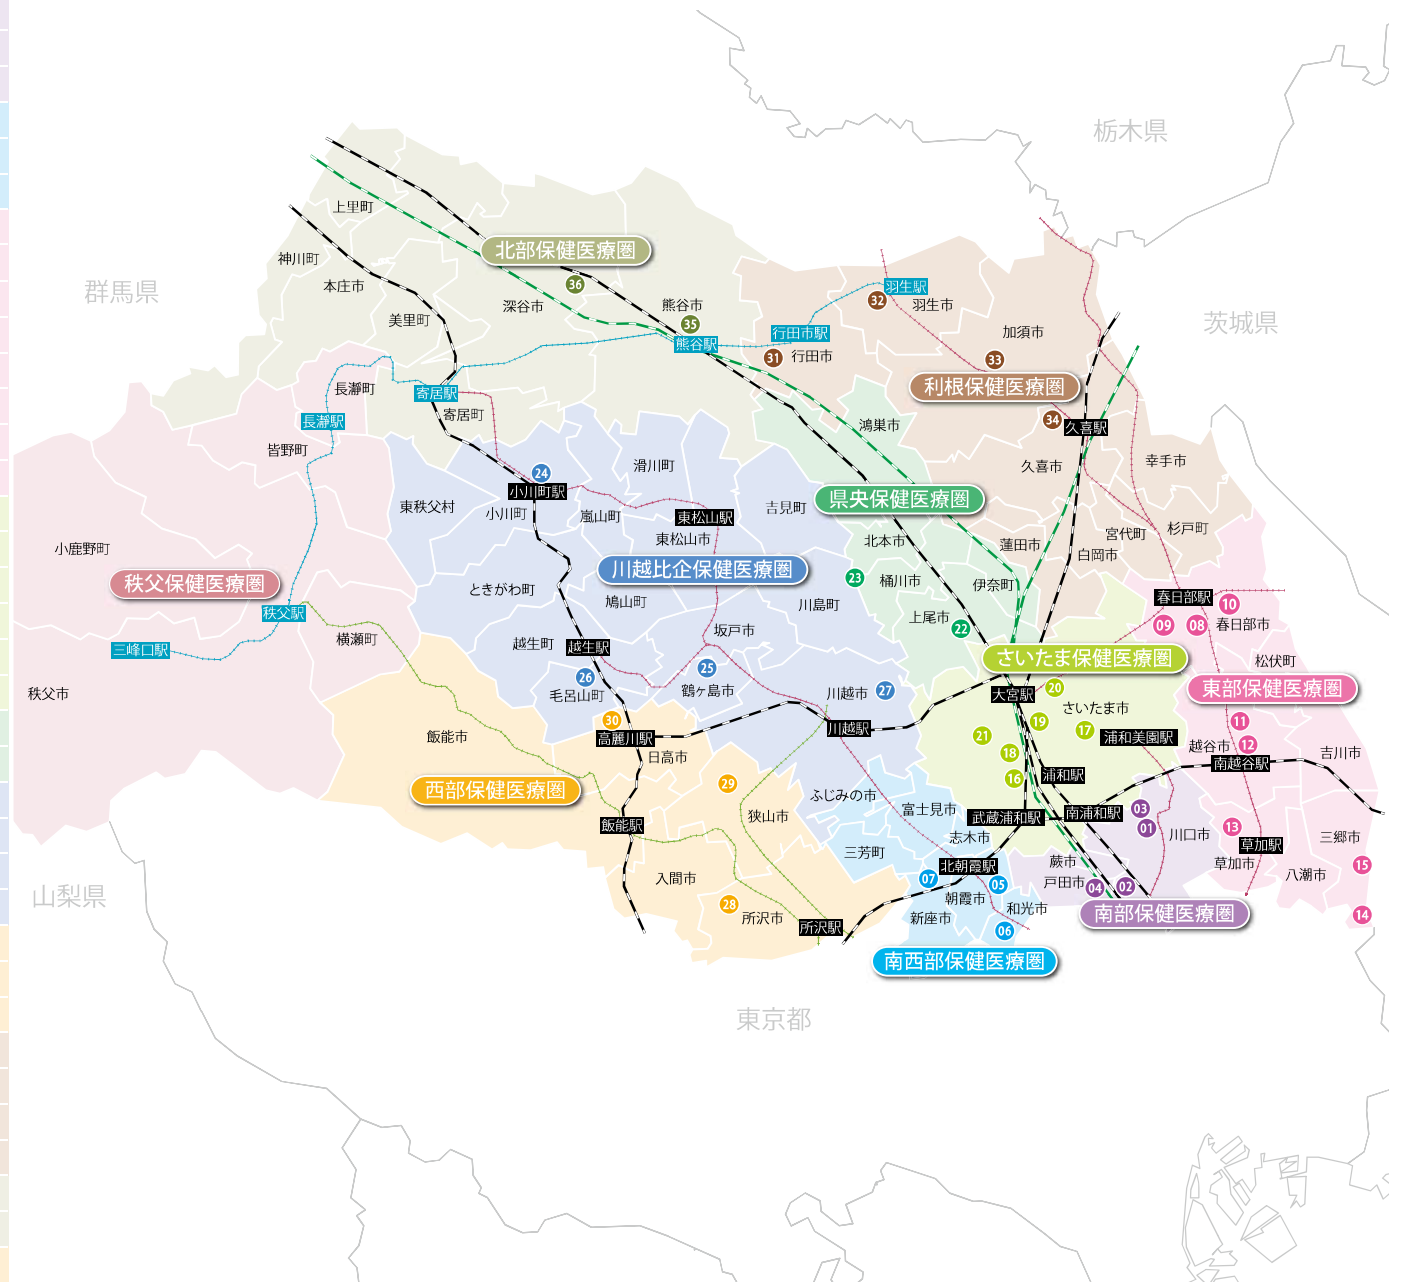 栃木県
上里町
北部保健医療圏
神川町
36
本庄市
羽生駅
群馬県
深谷市
熊谷市
32
羽生市
美里町
35
茨城県
行田市駅
加須市
熊谷駅
31
行田市
33
長瀞町
寄居駅
利根保健医療圏
寄居町
長瀞駅
34
久喜駅
鴻巣市
皆野町
滑川町
久喜市
幸手市
24
小川町駅
県央保健医療圏
東秩父村
小川町
嵐山町
東松山駅
吉見町
東松山市
北本市
蓮田市
宮代町
杉戸町
小鹿野町
白岡市
秩父保健医療圏
川越比企保健医療圏
23
桶川市
伊奈町
ときがわ町
鳩山町
川島町
春日部駅
10
秩父駅
上尾市
22
09
08
春日部市
横瀬町
坂戸市
三峰口駅
越生町
越生駅
さいたま保健医療圏
松伏町
25
26
毛呂山町
鶴ヶ島市
川越市
27
大宮駅
20
東部保健医療圏
秩父市
さいたま市
30
高麗川駅
川越駅
19
17
浦和美園駅
11
飯能市
21
12
日高市
18
越谷市
南越谷駅
吉川市
西部保健医療圏
29
16
浦和駅
ふじみの市
富士見市
狭山市
武蔵浦和駅
南浦和駅
03
飯能駅
01
川口市
13
三郷市
志木市
草加駅
三芳町
北朝霞駅
蕨市
草加市
15
入間市
07
05
戸田市
04
02
八潮市
山梨県
朝霞市
28
所沢市
所沢駅
新座市
和光市
南部保健医療圏
14
06
南西部保健医療圏
東京都